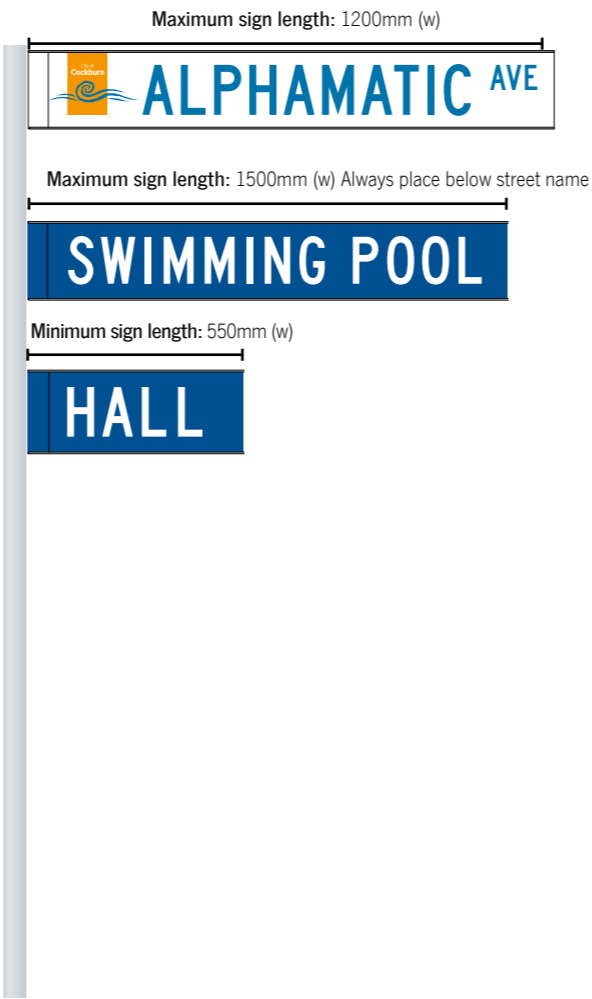 Maximum sign length: 1200mm (w)
City of
Cockburn
ALPHAMATIC AVE
Maximum sign length: 1500mm (w) Always place below street name
SWIMMING POOL
Minimum sign length: 550mm (w)
HALL